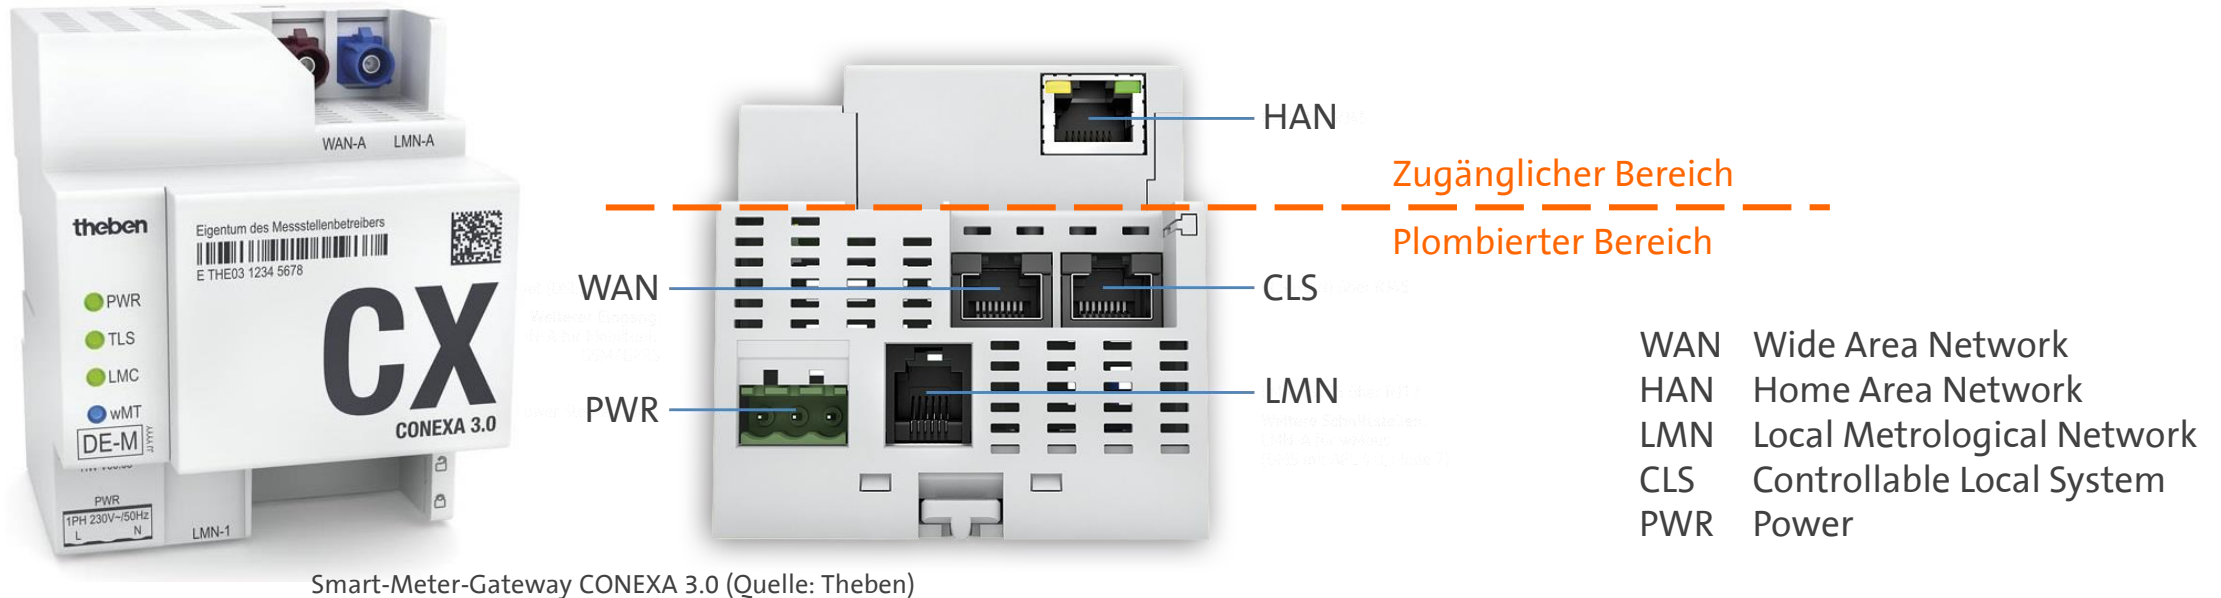 WAN-A LMN-A
theben
Eigentum des Messstellenbetreibers
E THE03 1234 5678
PWR
TLS
LMC
wMT
DE-M
CX
CONEXA 3.0
PWR
1PH 230V~/50Hz
L N
LMN-1
HAN
Zugänglicher Bereich
Plombierter Bereich
WAN
CLS
PWR
LMN
WAN Wide Area Network
HAN Home Area Network
LMN Local Metrological Network
CLS Controllable Local System
PWR Power
Smart-Meter-Gateway CONEXA 3.0 (Quelle: Theben)